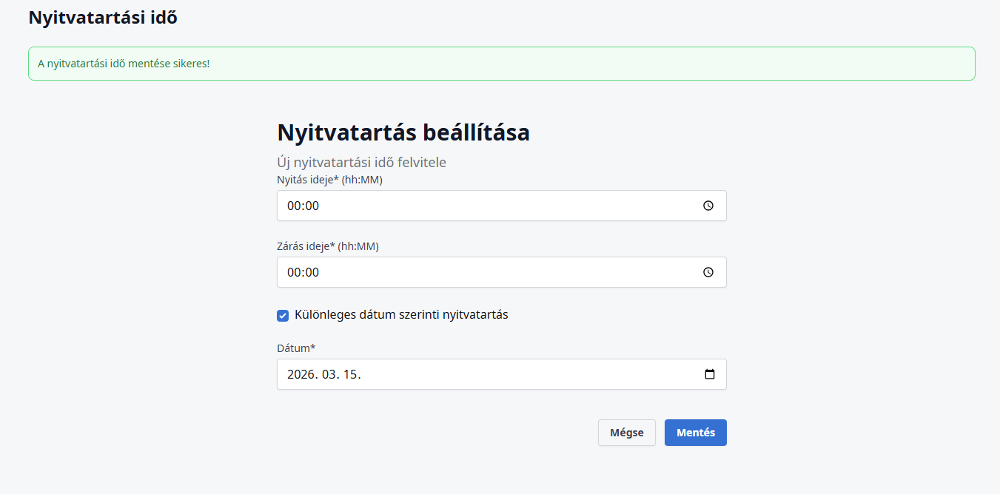 Nyitvatartási idő
A nyitvatartási idő mentése sikeres!
Nyitvatartás beállítása
Új nyitvatartási idő felvitele
Nyitás ideje* (hh:MM)
00:00
Zárás ideje* (hh:MM)
00:00
Különleges dátum szerinti nyitvatartás
Dátum*
2026. 03. 15.
Mégse Mentés